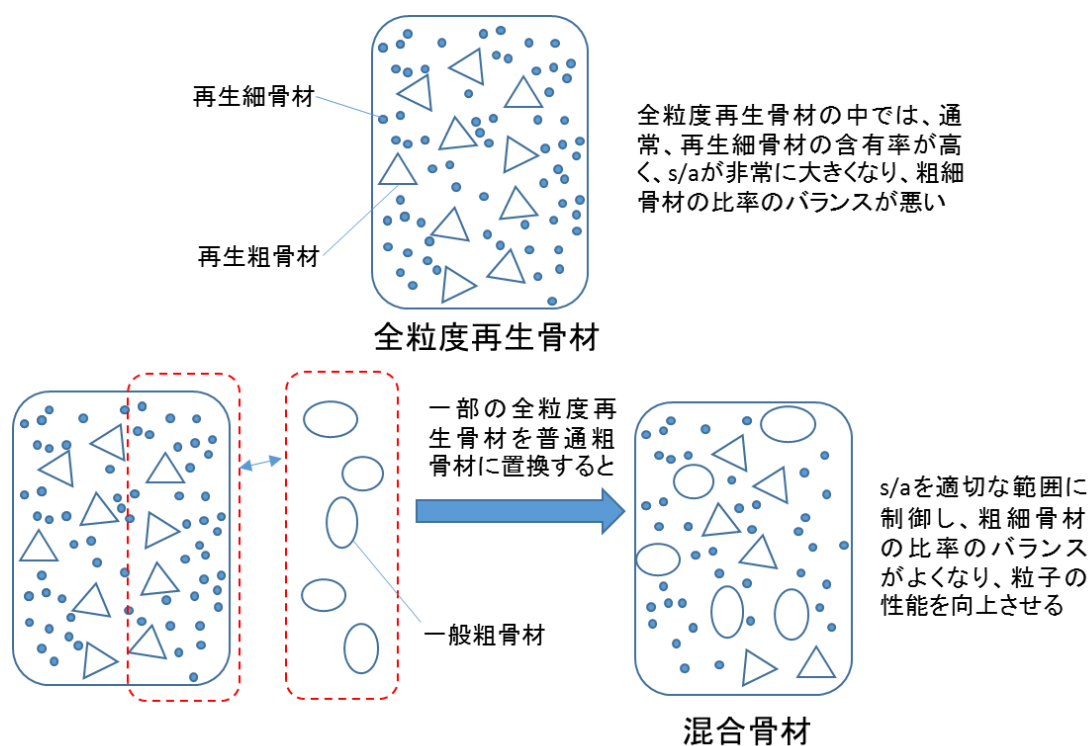 再生細骨材
再生粗骨材
全粒度再生骨材の中では、通
常、再生細骨材の含有率が高
く、s/aが非常に大きくなり、粗細
骨材の比率のバランスが悪い
全粒度再生骨材
一部の全粒度再
生骨材を普通粗
骨材に置換すると
一般粗骨材
s/aを適切な範囲に
制御し、粗細骨材
の比率のバランス
がよくなり、粒子の
性能を向上させる
混合骨材